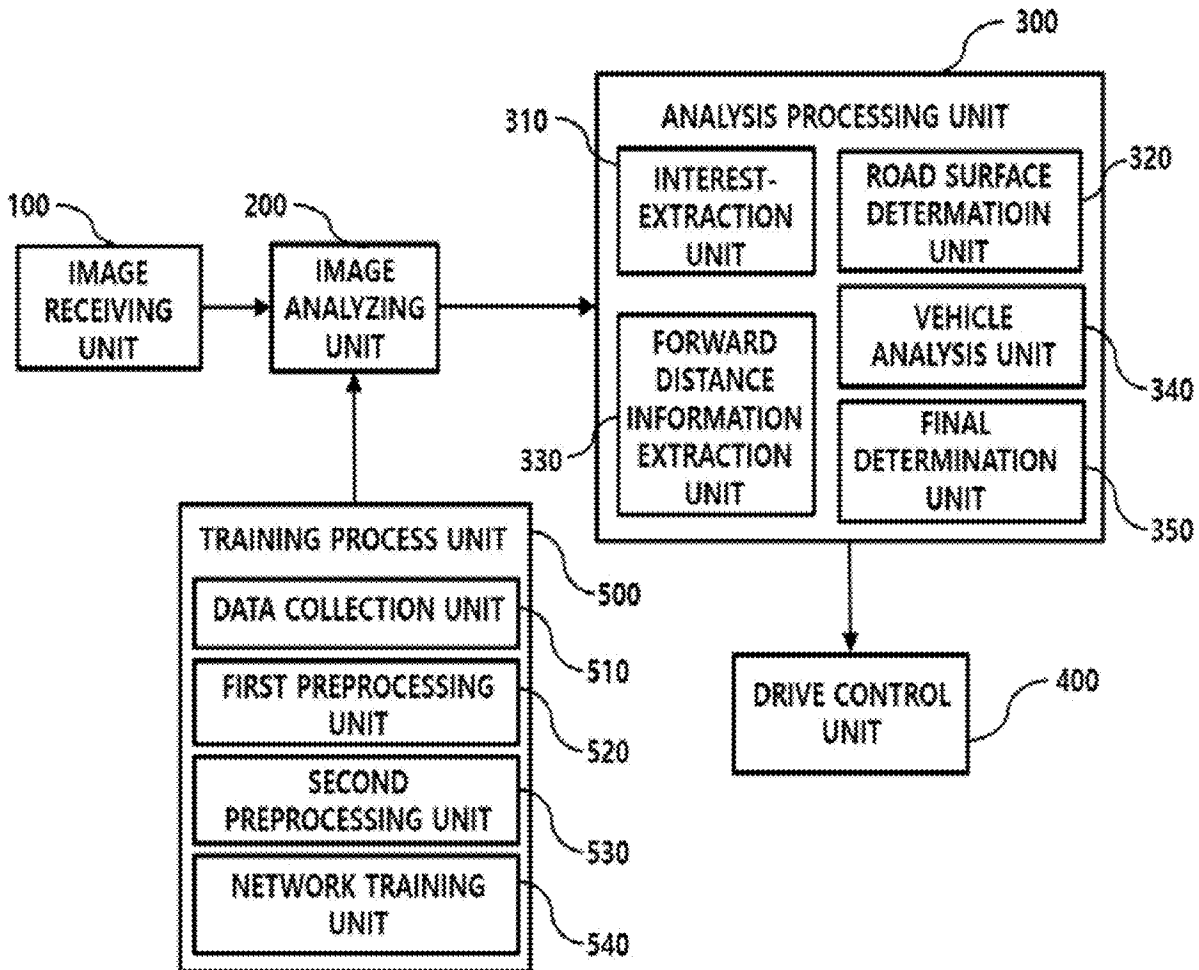 300
ANALYSIS PROCESSING UNIT
310
INTEREST-
EXTRACTION
UNIT
320
ROAD SURFACE
DETERMATIOIN
UNIT
100
IMAGE
RECEIVING
UNIT
200
IMAGE
ANALYZING
UNIT
330
FORWARD
DISTANCE
INFORMATION
EXTRACTION
UNIT
VEHICLE
ANALYSIS UNIT
340
FINAL
DETERMINATION
UNIT
350
TRAINING PROCESS UNIT
500
DATA COLLECTION UNIT
510
FIRST PREPROCESSING
UNIT
520
SECOND
PREPROCESSING UNIT
530
NETWORK TRAINING
UNIT
540
DRIVE CONTROL
UNIT
400